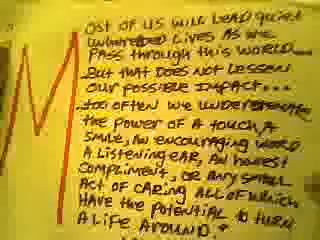 MOST OF US WILL LEAD QUIET
LIVES AS WE
PASS THROUGH THIS WORLD...
BUT THAT DOES NOT LESSEN
OUR POSSIBLE IMPACT...
TOO OFTEN WE UNDERESTIMATE
THE POWER OF A TOUCH, A
SMILE, AN ENCOURAGING WORD
A LISTENING EAR, AN HONEST
COMPLIMENT, OR ANY SMALL
ACT OF CARING ALL OF WHICH
HAVE THE POTENTIAL TO TURN
A LIFE AROUND.